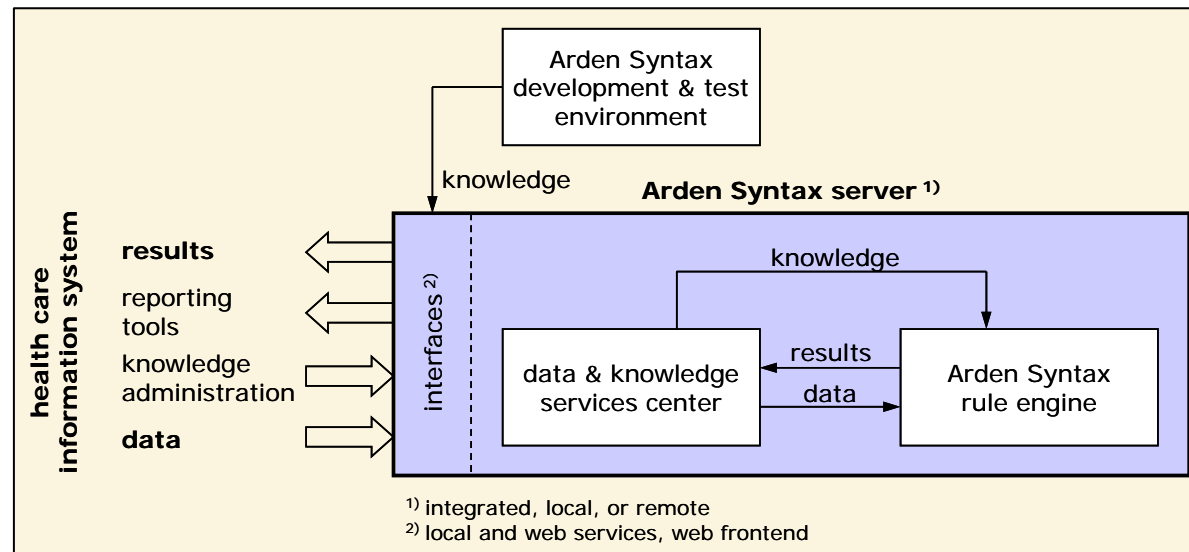 Arden Syntax
development & test
environment
knowledge
Arden Syntax server 1)
health care
information system
results
reporting
tools
knowledge
administration
data
interfaces 2)
knowledge
data & knowledge
services center
results
data
Arden Syntax
rule engine
1) integrated, local, or remote
2) local and web services, web frontend